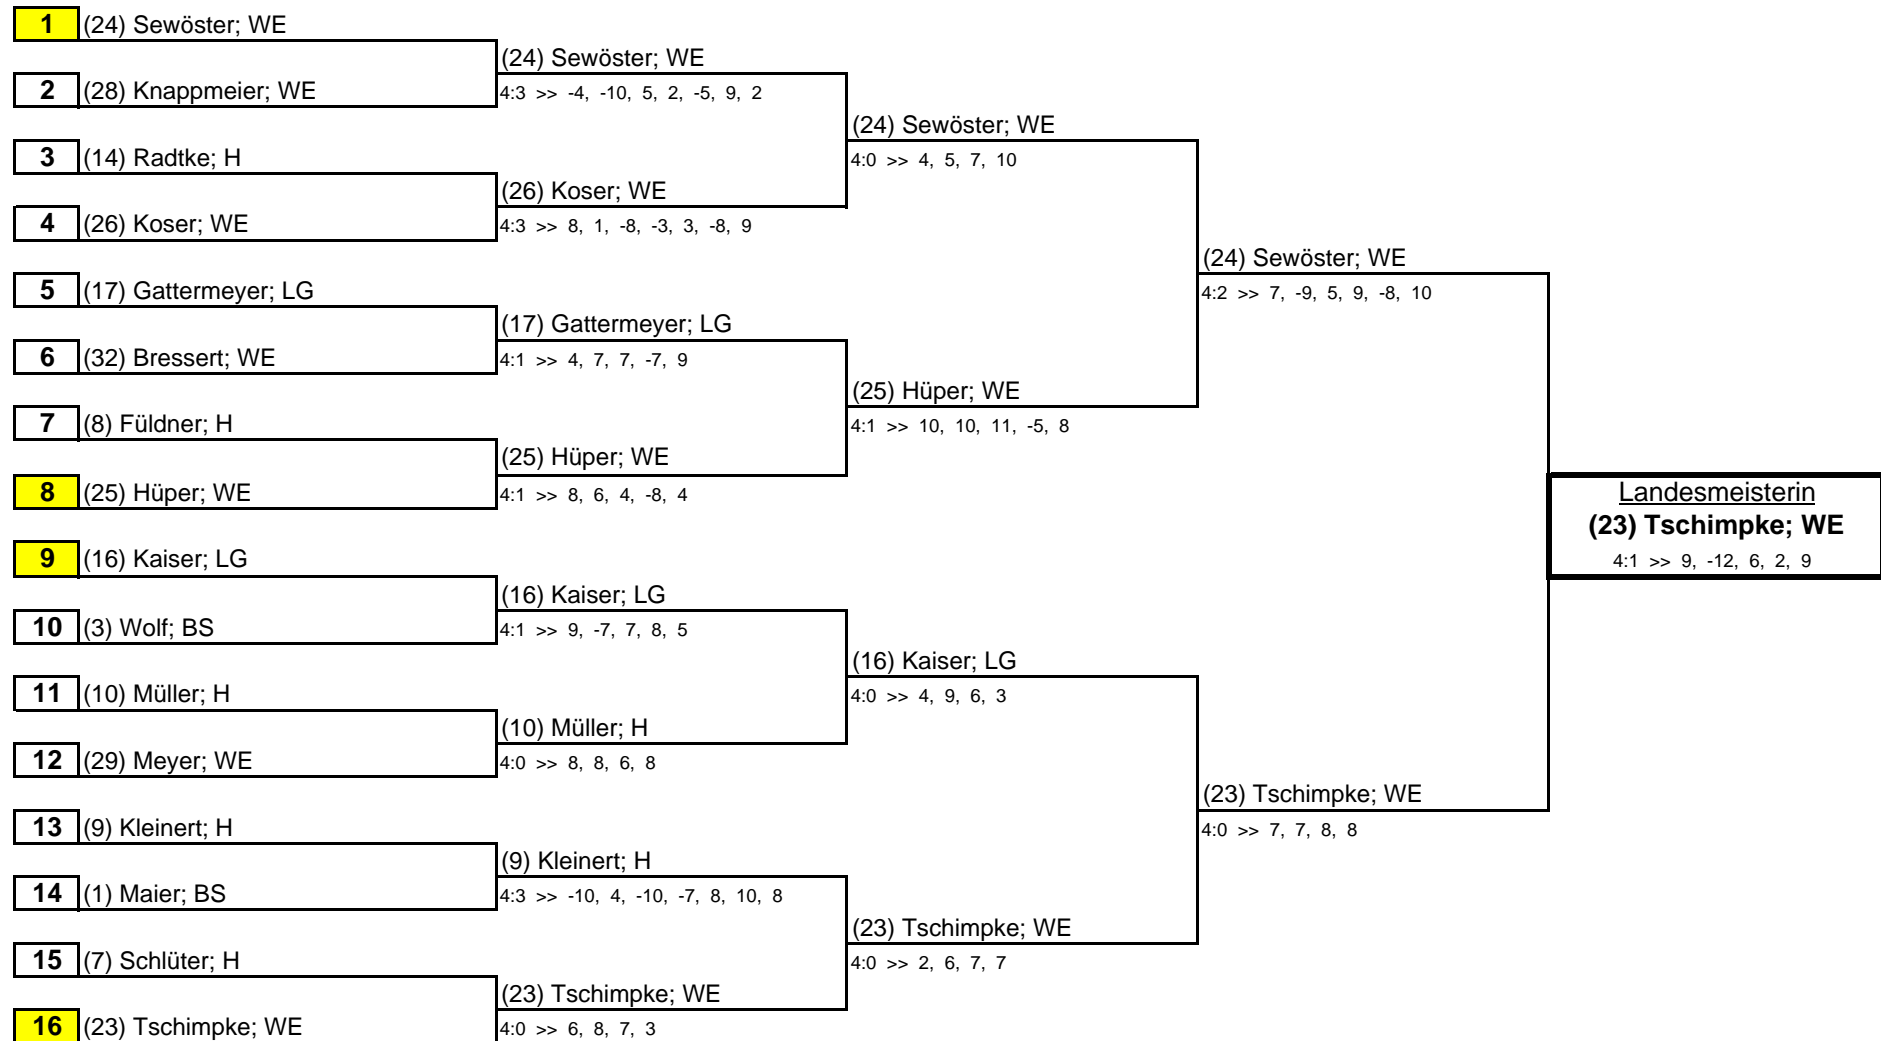 1 (24) Sewöster; WE
(24) Sewöster; WE
2 (28) Knappmeier; WE
4:3 >> -4, -10, 5, 2, -5, 9, 2
(24) Sewöster; WE
3 (14) Radtke; H
4:0 >> 4, 5, 7, 10
(26) Koser; WE
4 (26) Koser; WE
4:3 >> 8, 1, -8, -3, 3, -8, 9
(24) Sewöster; WE
5 (17) Gattermeyer; LG
4:2 >> 7, -9, 5, 9, -8, 10
(17) Gattermeyer; LG
6 (32) Bressert; WE
4:1 >> 4, 7, 7, -7, 9
(25) Hüper; WE
7 (8) Füldner; H
4:1 >> 10, 10, 11, -5, 8
(25) Hüper; WE
8 (25) Hüper; WE
4:1 >> 8, 6, 4, -8, 4
Landesmeisterin
(23) Tschimpke; WE
4:1 >> 9, -12, 6, 2, 9
9 (16) Kaiser; LG
(16) Kaiser; LG
10 (3) Wolf; BS
4:1 >> 9, -7, 7, 8, 5
(16) Kaiser; LG
11 (10) Müller; H
4:0 >> 4, 9, 6, 3
(10) Müller; H
12 (29) Meyer; WE
4:0 >> 8, 8, 6, 8
(23) Tschimpke; WE
13 (9) Kleinert; H
4:0 >> 7, 7, 8, 8
(9) Kleinert; H
14 (1) Maier; BS
4:3 >> -10, 4, -10, -7, 8, 10, 8
(23) Tschimpke; WE
15 (7) Schlüter; H
4:0 >> 2, 6, 7, 7
(23) Tschimpke; WE
16 (23) Tschimpke; WE
4:0 >> 6, 8, 7, 3